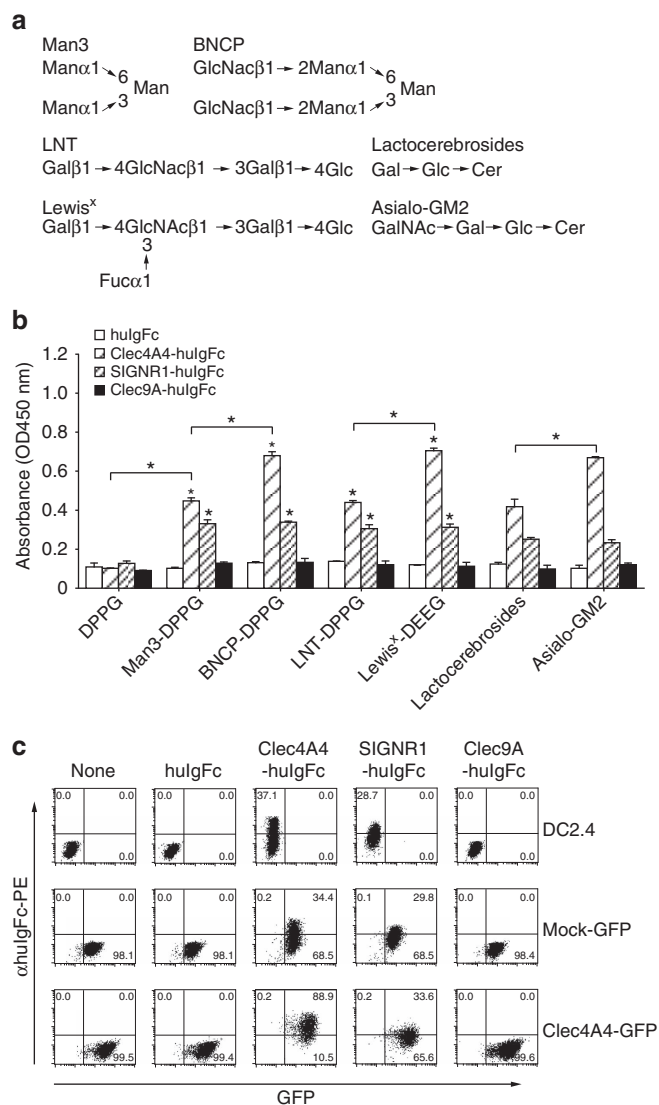 a
Man3 BNCP
Manα1 6 Man GlcNacβ1 2Manα1 6 Man
Manα1 3 GlcNacβ1 2Manα1 3
LNT Lactocerebrosides
Galβ1 → 4GlcNacβ1 → 3Galβ1 → 4Glc Gal → Glc → Cer
Lewisˣ Asialo-GM2
Galβ1 → 4GlcNAcβ1 → 3Galβ1 → 4Glc GalNAc → Gal → Glc → Cer
3
Fucα1
b
huIgFc
Clec4A4-huIgFc
SIGNR1-huIgFc
Clec9A-huIgFc
Absorbance (OD450 nm)
1.2
1.0
0.8
0.6
0.4
0.2
0
* * * *
* * * * * * * *
DPPG
Man3-DPPG
BNCP-DPPG
LNT-DPPG
Lewisˣ-DEEG
Lactocerebrosides
Asialo-GM2
c
None huIgFc Clec4A4 -huIgFc SIGNR1 -huIgFc Clec9A -huIgFc
0.0 0.0 0.0 0.0 37.1 0.0 28.7 0.0 0.0 0.0
0.0 0.0 0.0 0.0 0.0
DC2.4
0.0 0.0 0.0 0.0 0.2 34.4 0.1 29.8 0.0 0.0
98.1 98.1 68.5 68.5 98.4
Mock-GFP
0.0 0.0 0.0 0.0 0.2 88.9 0.2 33.6 0.0 0.0
99.5 99.4 10.5 65.6 99.6
Clec4A4-GFP
αhuIgFc-PE
GFP